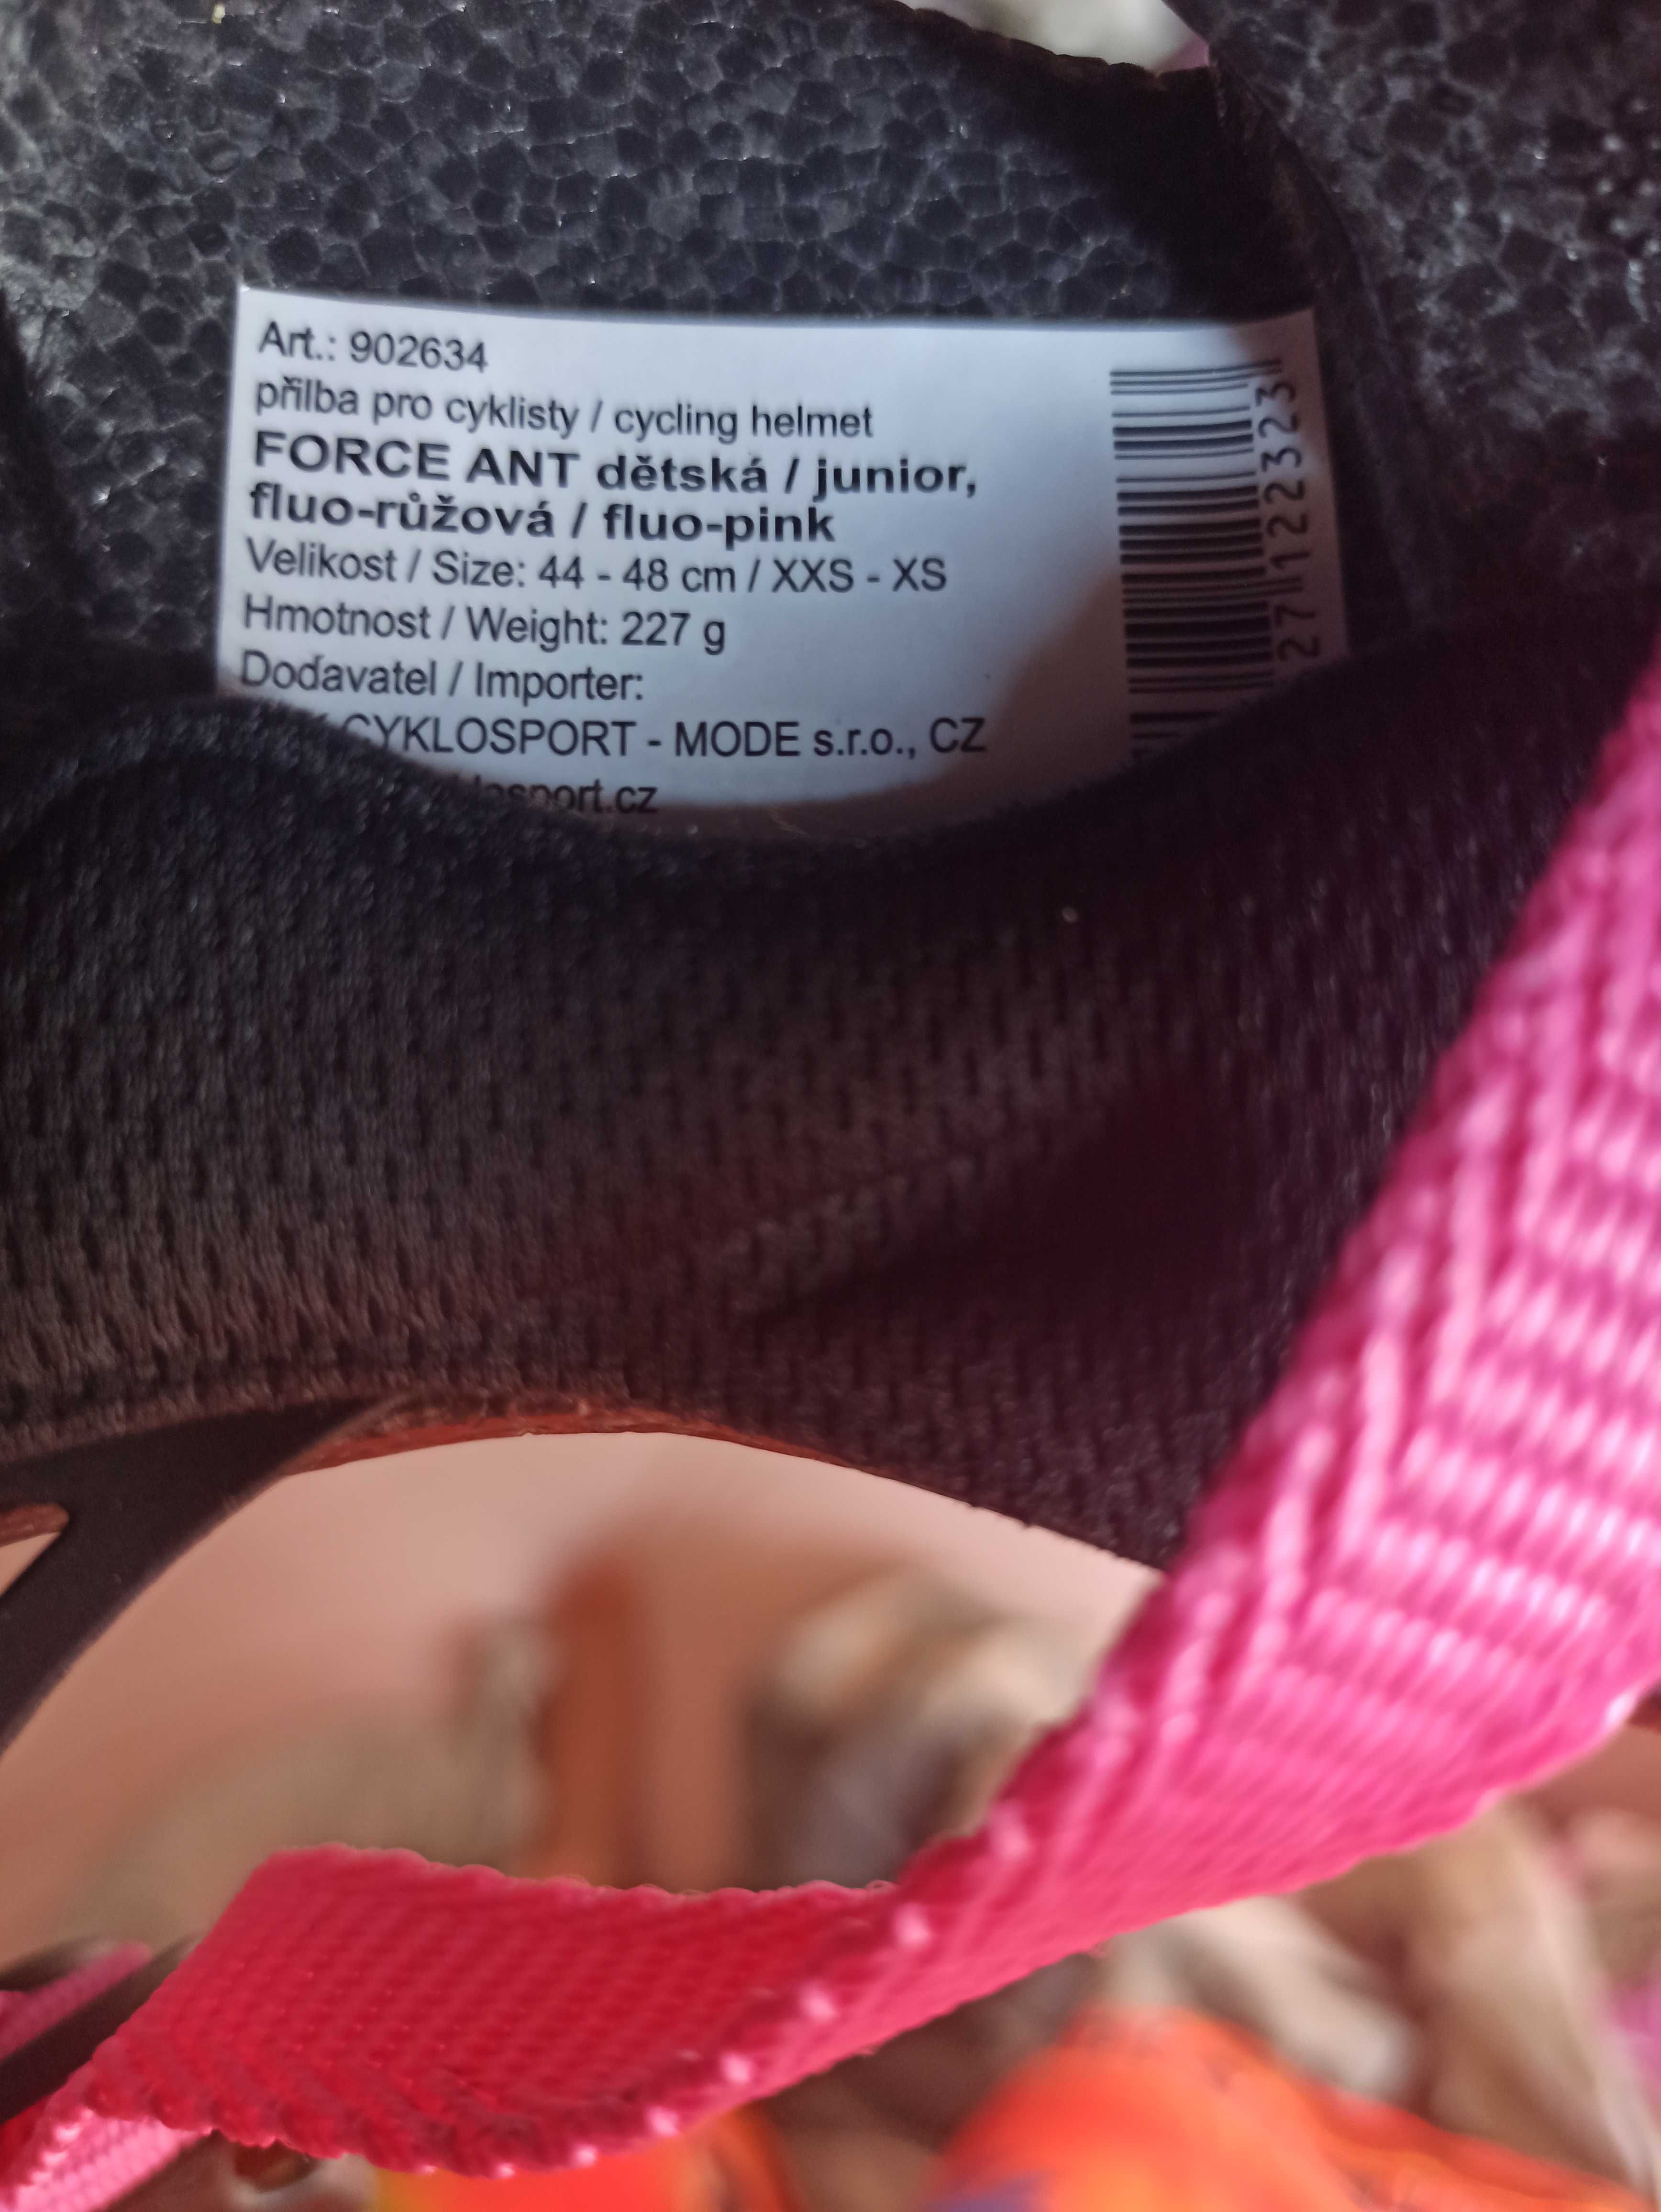 Art.: 902634
přilba pro cyklisty / cycling helmet
FORCE ANT dětská / junior,
fluo-růžová / fluo-pink
Velikost / Size: 44 - 48 cm / XXS - XS
Hmotnost / Weight: 227 g
Dodavatel / Importer:
CYKLOSPORT - MODE s.r.o., CZ